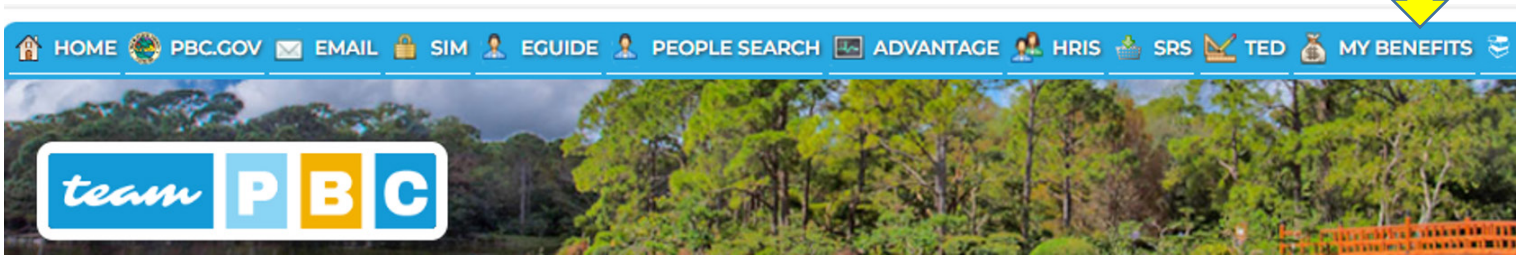 HOME PBC.GOV EMAIL SIM EGUIDE PEOPLE SEARCH ADVANTAGE HRIS SRS TED MY BENEFITS
team P B C